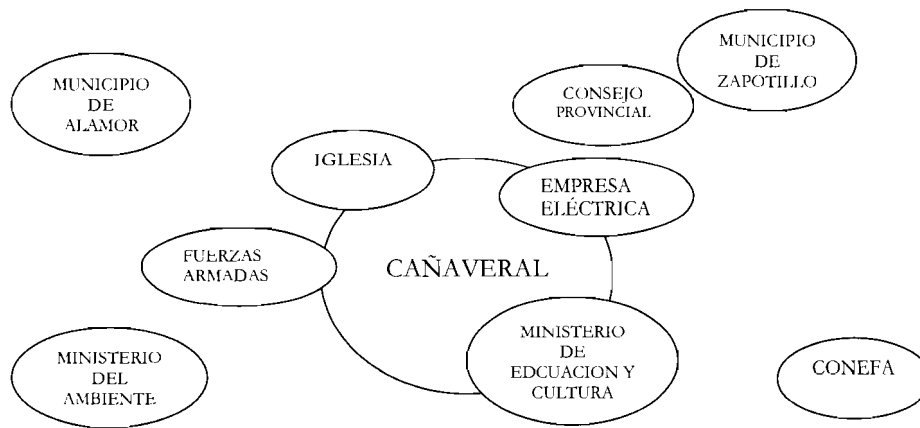 MUNICIPIO
DE
ZAPOTILLO
MUNICIPIO
DE
ALAMOR
CONSEJO
PROVINCIAL
IGLESIA
EMPRESA
ELÉCTRICA
FUERZAS
ARMADAS
CAÑAVERAL
MINISTERIO
DE
EDCUACION Y
CULTURA
MINISTERIO
DEL
AMBIENTE
CONEFA